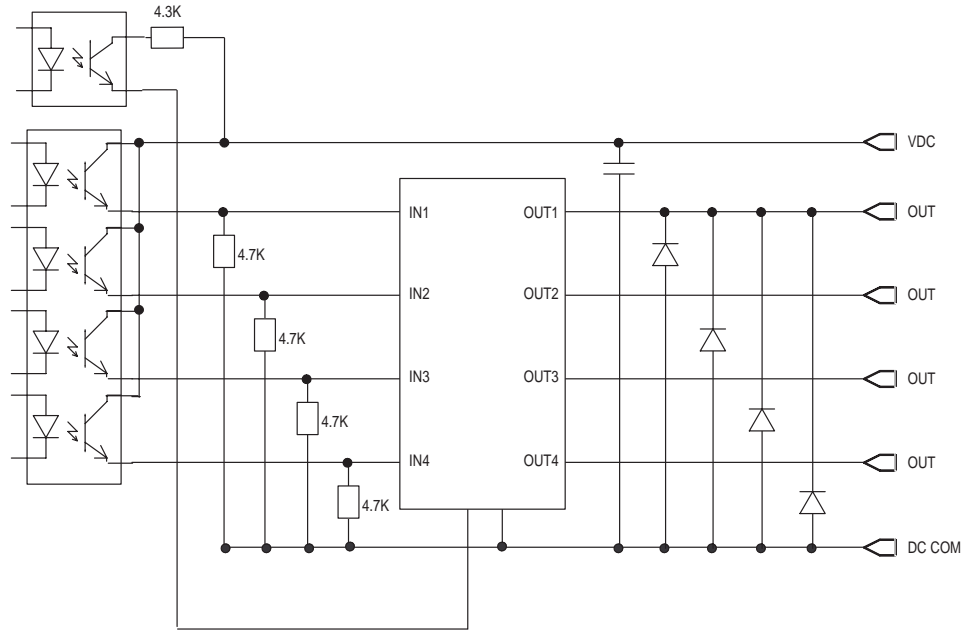 4.3K
VDC
IN1 OUT1 OUT
4.7K
IN2 OUT2 OUT
4.7K
IN3 OUT3 OUT
4.7K
IN4 OUT4 OUT
4.7K
DC COM